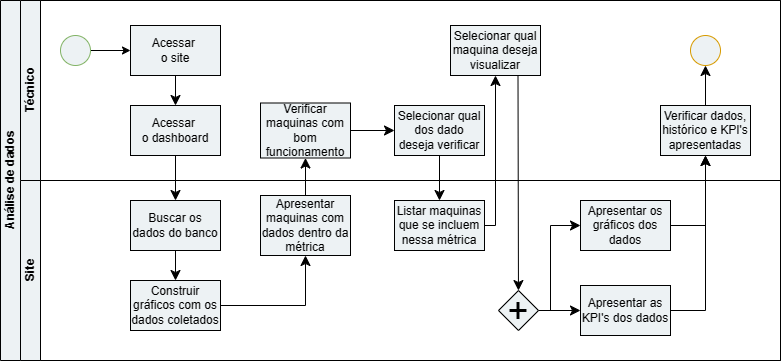 Análise de dados
Técnico
Site
Acessar
o site
Acessar
o dashboard
Buscar os
dados do banco
Construir
gráficos com os
dados coletados
Apresentar
maquinas com
dados dentro da
métrica
Verificar
maquinas com
bom
funcionamento
Selecionar qual
dos dado
deseja verificar
Listar maquinas
que se incluem
nessa métrica
Selecionar qual
maquina deseja
visualizar
Apresentar os
gráficos dos
dados
Apresentar as
KPI's dos dados
Verificar dados,
histórico e KPI's
apresentadas